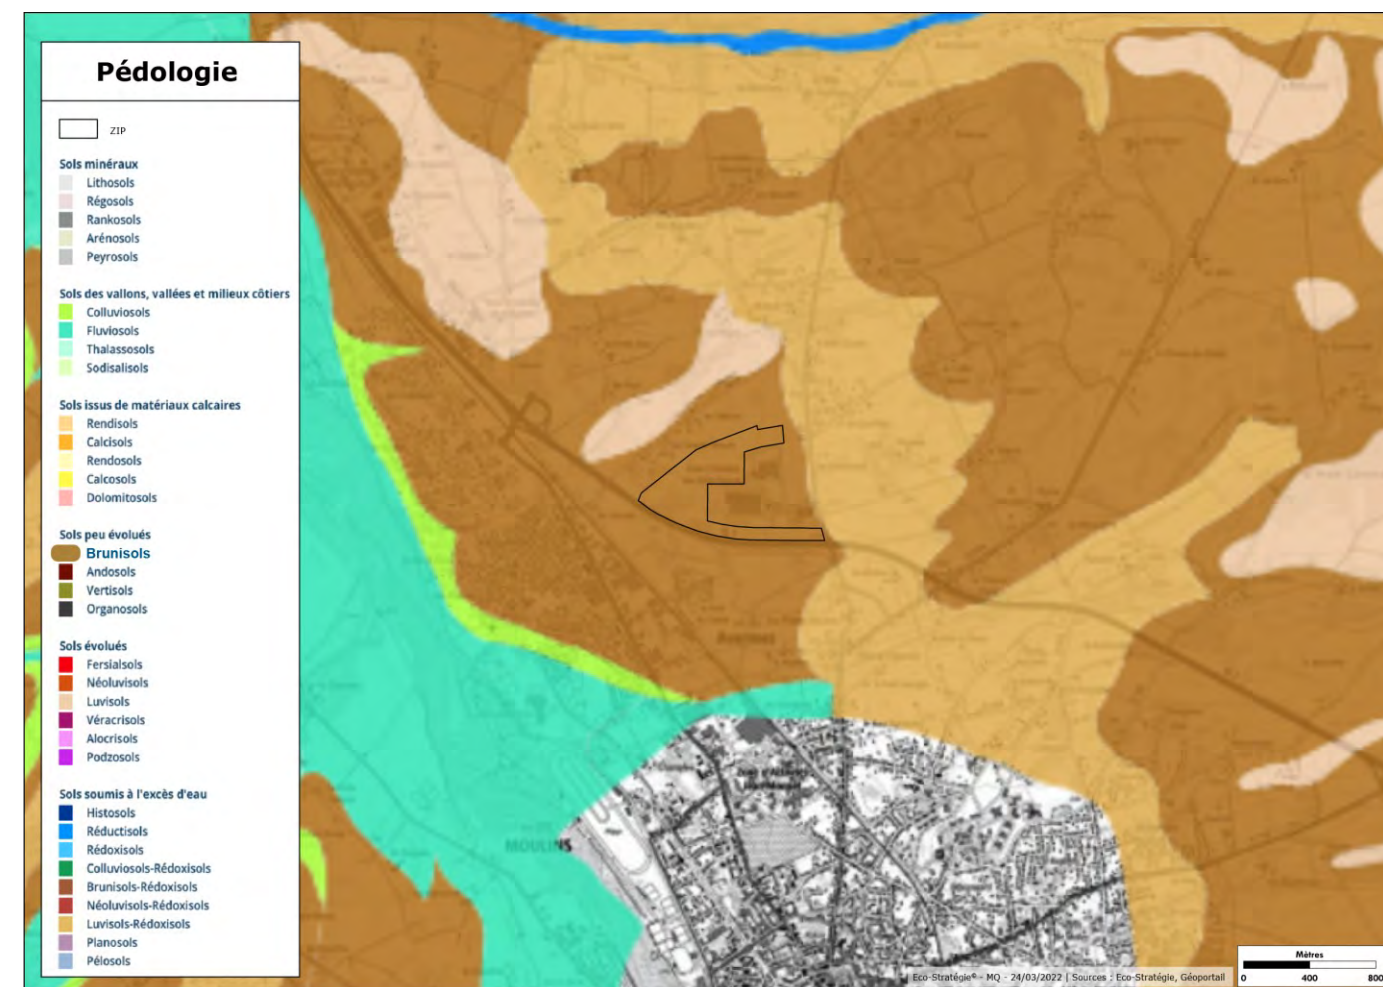 Pédologie
ZIP
Sols minéraux
Lithosols
Régosols
Rankosols
Arénosols
Peyrosols
Sols des vallons, vallées et milieux côtiers
Colluviosols
Fluviosols
Thalassosols
Sodisalisols
Sols issus de matériaux calcaires
Rendisols
Calcisols
Rendosols
Calcosols
Dolomitosols
Sols peu évolués
Brunisols
Andosols
Vertisols
Organosols
Sols évolués
Fersialsols
Néoluvisols
Luvisols
Véracrisols
Alocrisols
Podzosols
Sols soumis à l'excès d'eau
Histosols
Réductisols
Rédoxisols
Colluviosols-Rédoxisols
Brunisols-Rédoxisols
Néoluvisols-Rédoxisols
Luvisols-Rédoxisols
Planosols
Pélosols
Avermes
MOULINS
Eco-Stratégie© - MQ - 24/03/2022 | Sources : Eco-Stratégie, Géoportail
Mètres
0 400 800